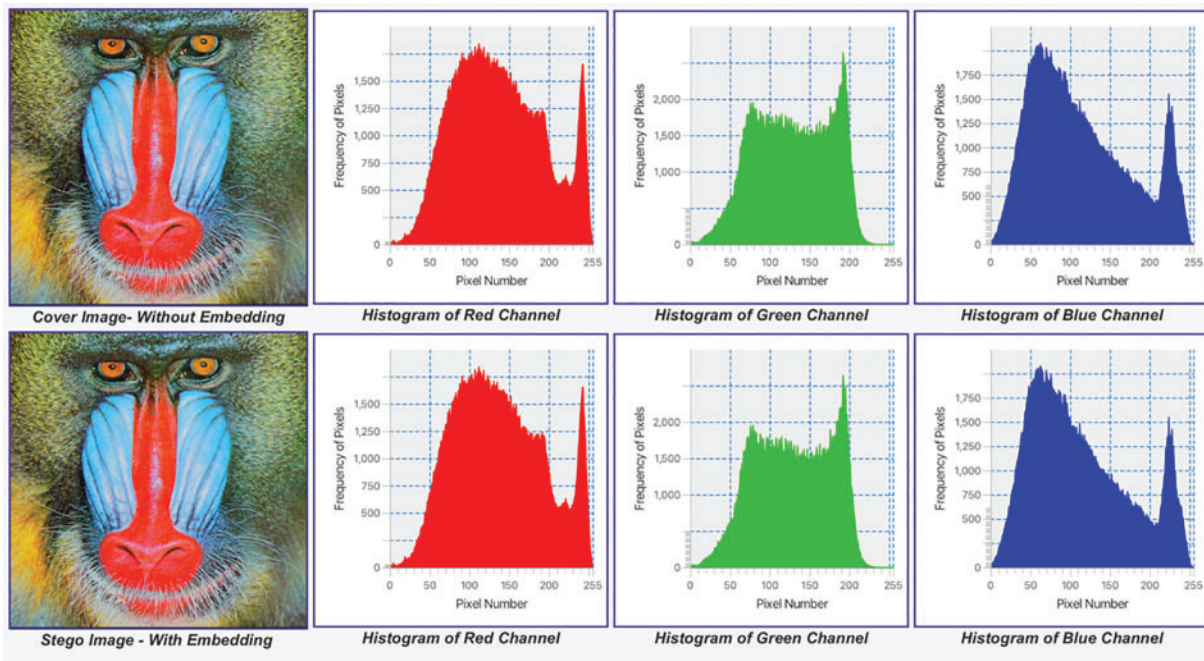 Frequency of Pixels
1,500
1,250
1,000
750
500
0
0 50 100 150 200 255
Pixel Number
Frequency of Pixels
2,000
1,500
1,000
0
0 50 100 150 200 255
Pixel Number
Frequency of Pixels
1,750
1,500
1,250
1,000
750
500
0
0 50 100 150 200 255
Pixel Number
Cover Image- Without Embedding
Histogram of Red Channel
Histogram of Green Channel
Histogram of Blue Channel
Frequency of Pixels
1,500
1,250
1,000
750
500
0
0 50 100 150 200 255
Pixel Number
Frequency of Pixels
2,000
1,500
1,000
0
0 50 100 150 200 255
Pixel Number
Frequency of Pixels
1,750
1,500
1,250
1,000
750
500
0
0 50 100 150 200 255
Pixel Number
Stego Image - With Embedding
Histogram of Red Channel
Histogram of Green Channel
Histogram of Blue Channel